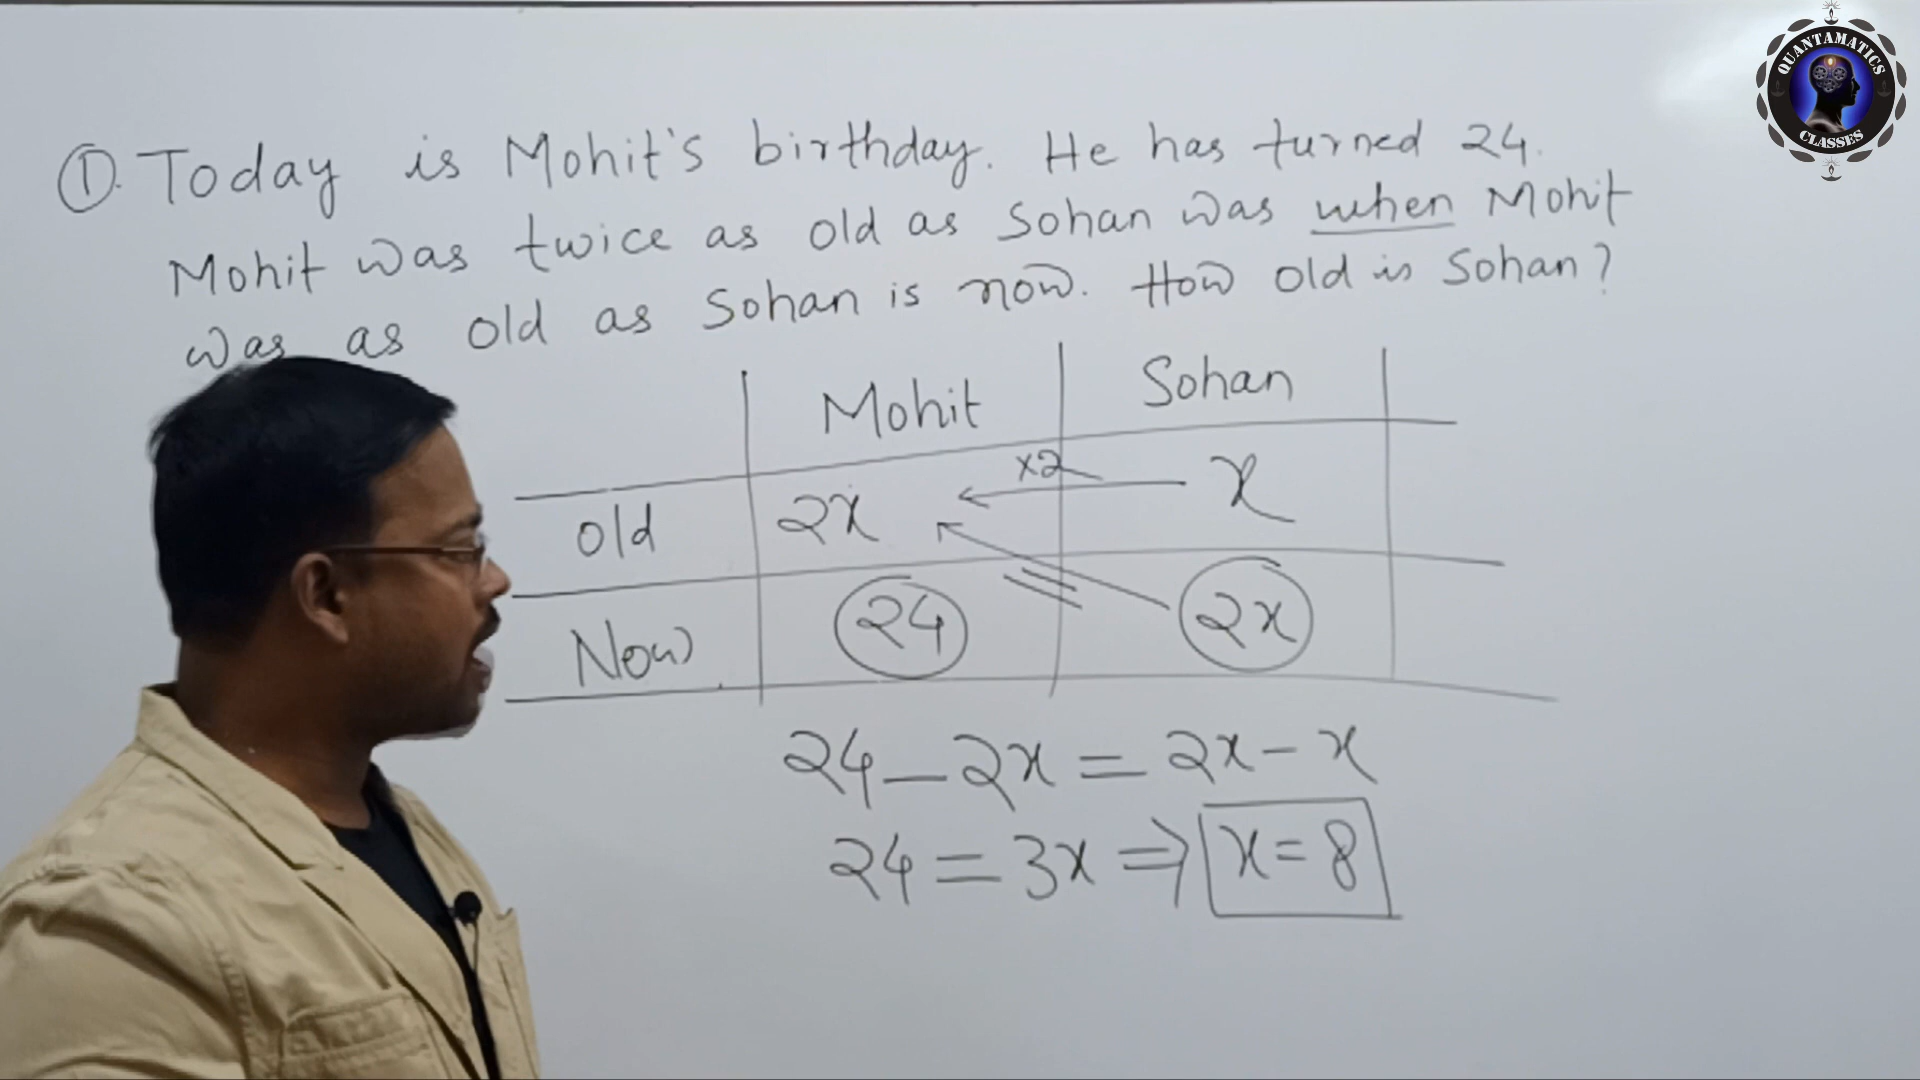 ① Today is Mohit's birthday. He has turned 24.
Mohit was twice as old as Sohan was when Mohit
was as old as Sohan is now. How old is Sohan?
Mohit Sohan
old 2x ×2 x
Now 24 2x
24 - 2x = 2x - x
24 = 3x ⇒ x = 8
QUANTAMATICS
CLASSES